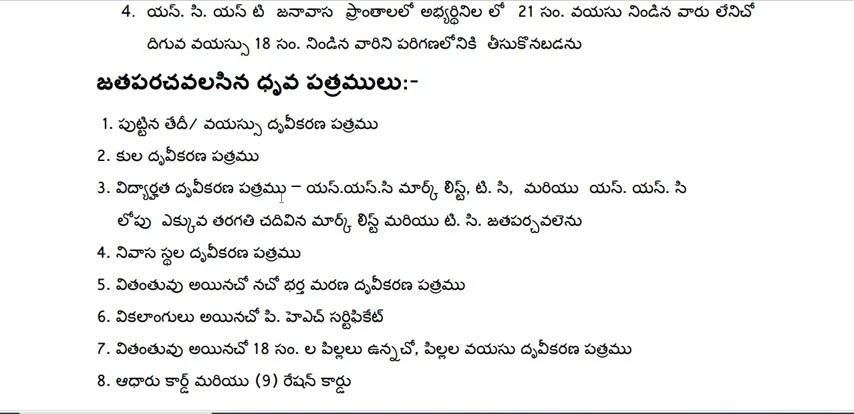 4. యస్. సి. యస్ టి జనావాస ప్రాంతాలలో అభ్యర్థినిల లో 21 సం. వయసు నిండిన వారు లేనిచో
దిగువ వయస్సు 18 సం. నిండిన వారిని పరిగణలోనికి తీసుకొనబడను
జతపరచవలసిన ధృవ పత్రములు:-
1. పుట్టిన తేదీ/ వయస్సు దృవీకరణ పత్రము
2. కుల దృవీకరణ పత్రము
3. విద్యార్హత దృవీకరణ పత్రము – యస్.యస్.సి మార్క్ లిస్ట్, టి. సి, మరియు యస్. యస్. సి
లోపు ఎక్కువ తరగతి చదివిన మార్క్ లిస్ట్ మరియు టి. సి. జతపర్చవలెను
4. నివాస స్థల దృవీకరణ పత్రము
5. వితంతువు అయినచో నచో భర్త మరణ దృవీకరణ పత్రము
6. వికలాంగులు అయినచో పి. హెఎచ్ సర్టిఫికేట్
7. వితంతువు అయినచో 18 సం. ల పిల్లలు ఉన్నచో, పిల్లల వయసు దృవీకరణ పత్రము
8. ఆధారు కార్డ్ మరియు (9) రేషన్ కార్డు